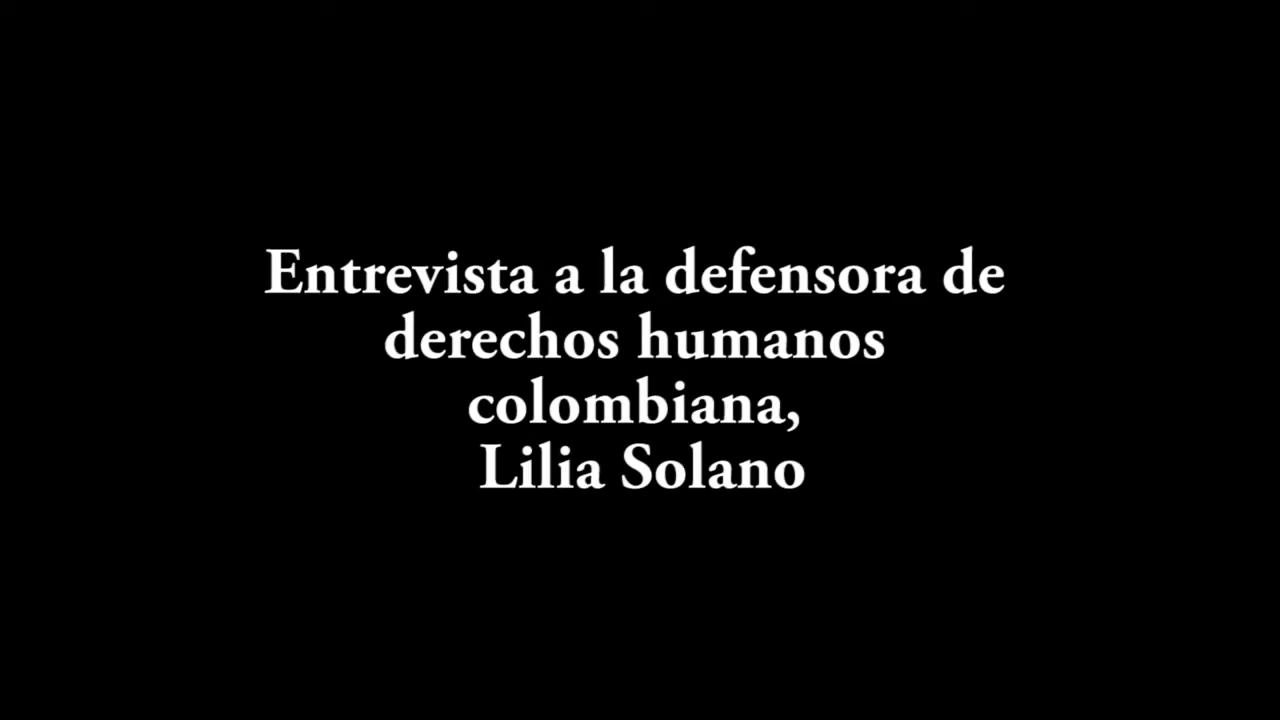 Entrevista a la defensora de
derechos humanos
colombiana,
Lilia Solano